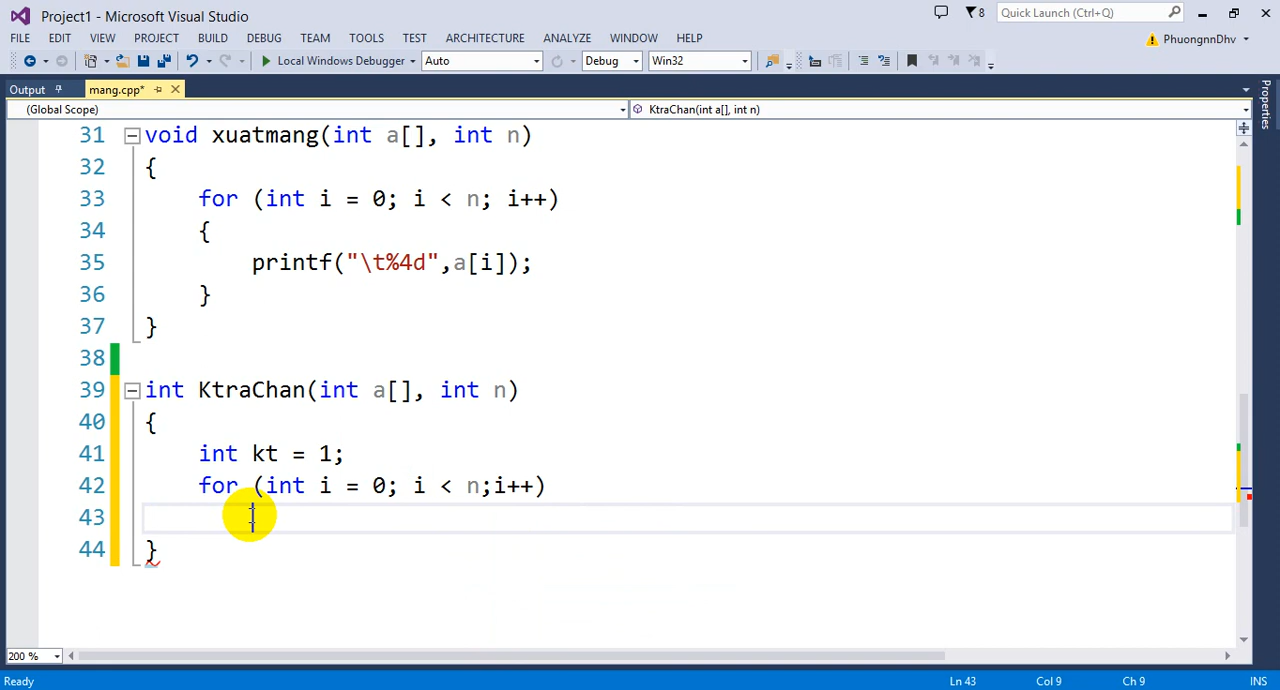 Project1 - Microsoft Visual Studio
8
Quick Launch (Ctrl+Q)
FILE EDIT VIEW PROJECT BUILD DEBUG TEAM TOOLS TEST ARCHITECTURE ANALYZE WINDOW HELP
PhuongnnDhv
Local Windows Debugger Auto Debug Win32
Output mang.cpp*
(Global Scope) KtraChan(int a[], int n)
Properties
31 void xuatmang(int a[], int n)
32 {
33 for (int i = 0; i < n; i++)
34 {
35 printf("\t%4d",a[i]);
36 }
37 }
38
39 int KtraChan(int a[], int n)
40 {
41 int kt = 1;
42 for (int i = 0; i < n;i++)
43
44 }
200 %
Ready Ln 43 Col 9 Ch 9 INS